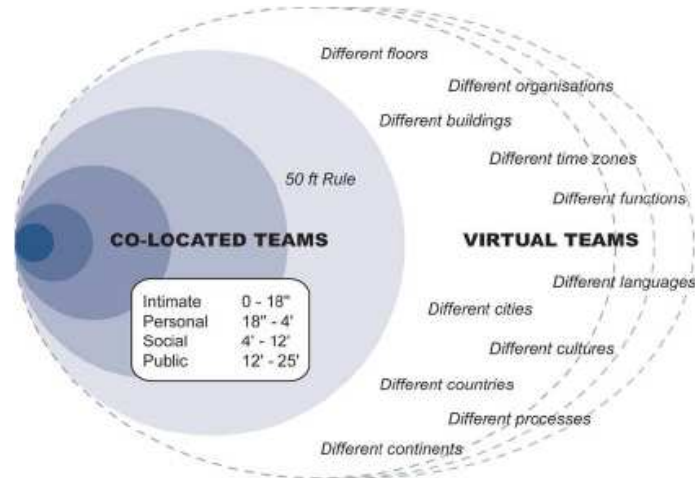 Different floors
Different organisations
Different buildings
Different time zones
50 ft Rule
Different functions
CO-LOCATED TEAMS
VIRTUAL TEAMS
Different languages
Intimate 0 - 18"
Personal 18" - 4'
Social 4' - 12'
Public 12' - 25'
Different cities
Different cultures
Different countries
Different processes
Different continents